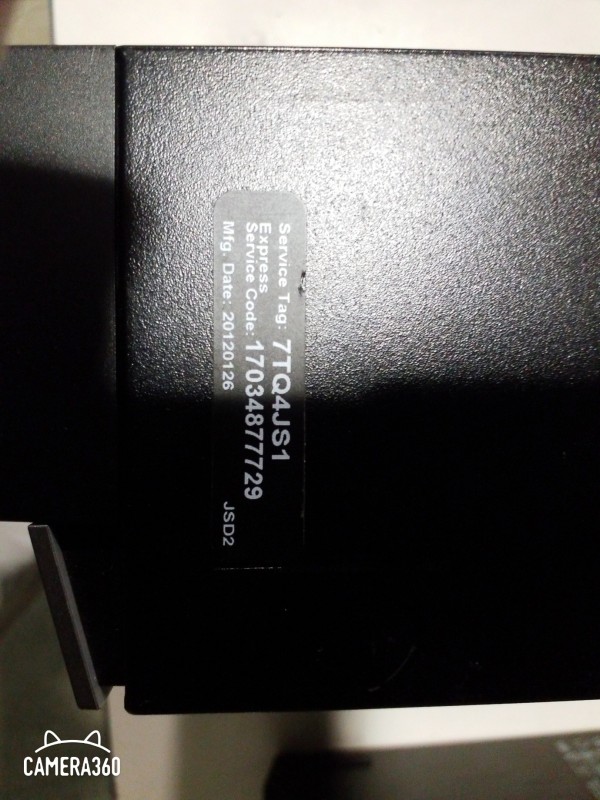 Service Tag: 7TQ4JS1
Express
Service Code: 17034877729
Mfg. Date: 20120126
JSD2
CAMERA360